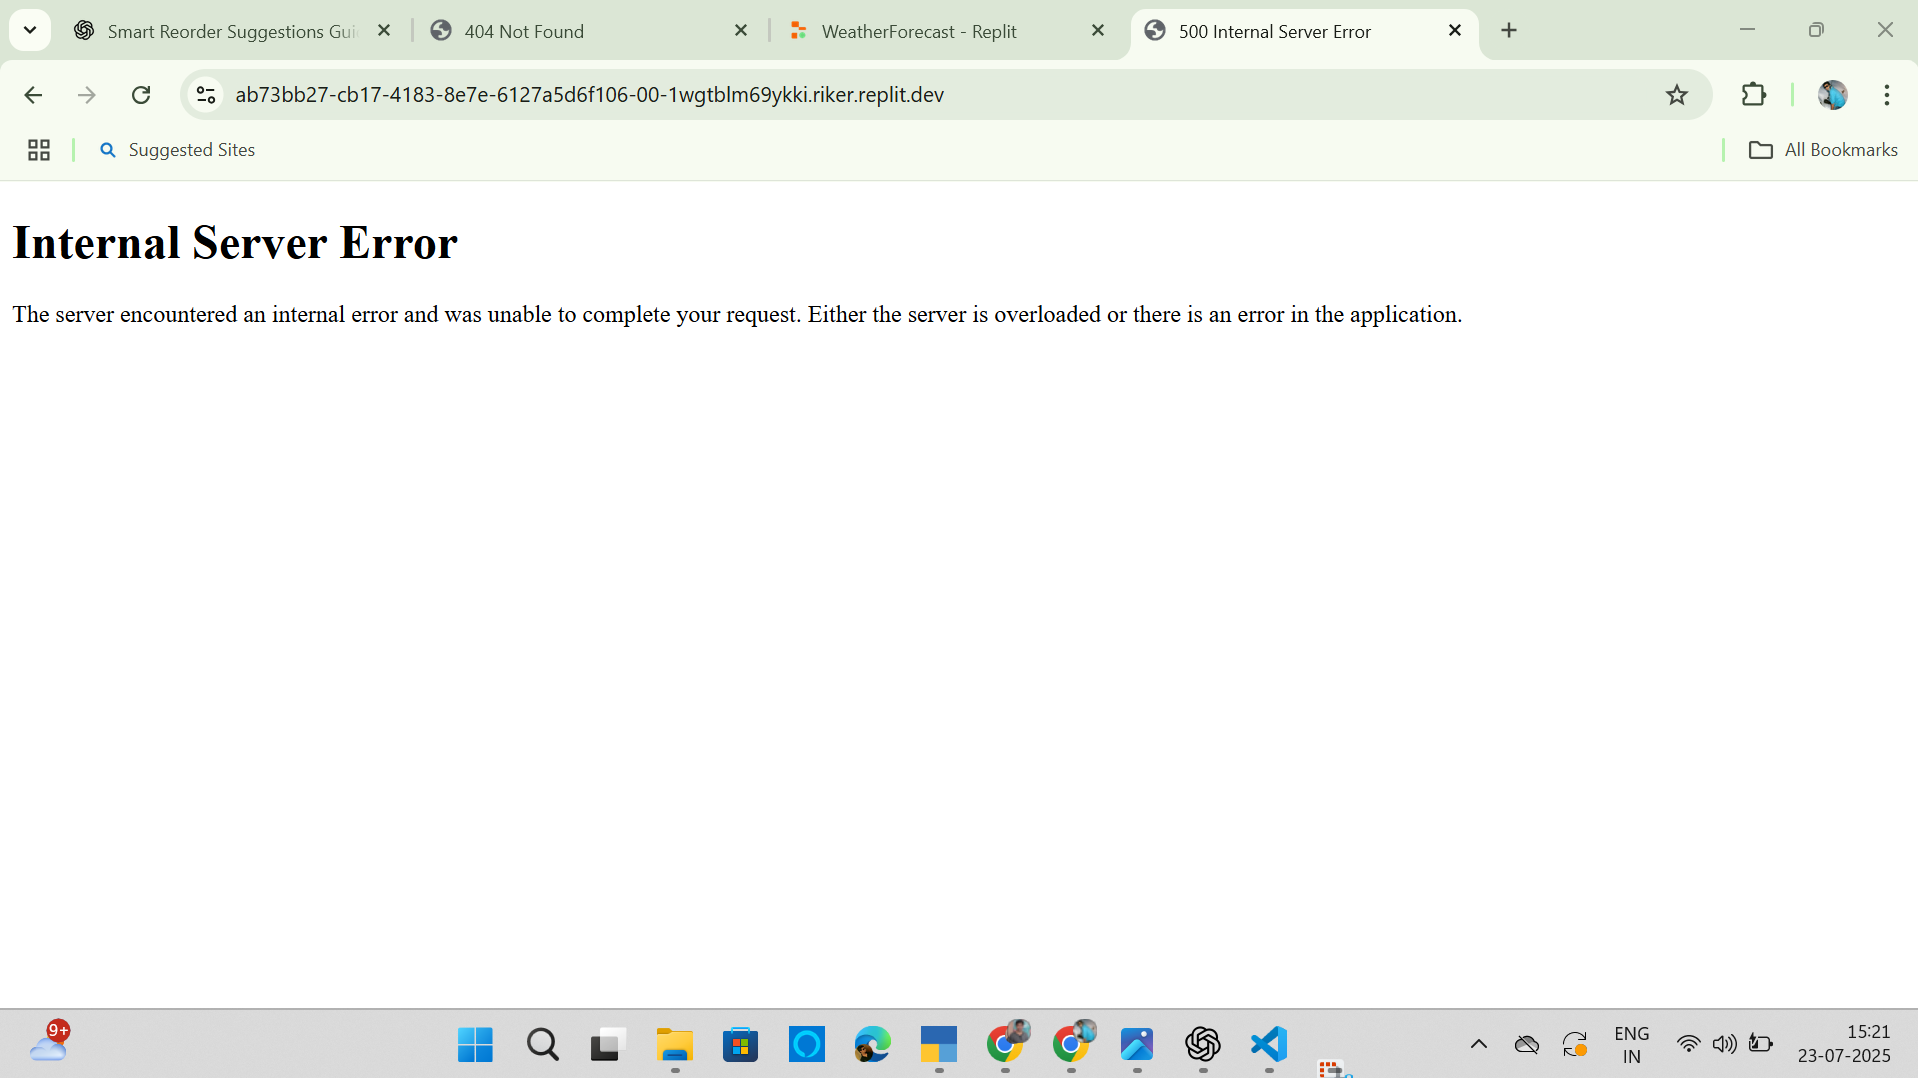 Smart Reorder Suggestions Gui
404 Not Found
WeatherForecast - Replit
500 Internal Server Error
ab73bb27-cb17-4183-8e7e-6127a5d6f106-00-1wgtblm69ykki.riker.replit.dev
Suggested Sites
All Bookmarks
Internal Server Error
The server encountered an internal error and was unable to complete your request. Either the server is overloaded or there is an error in the application.
9+
ENG
IN
15:21
23-07-2025